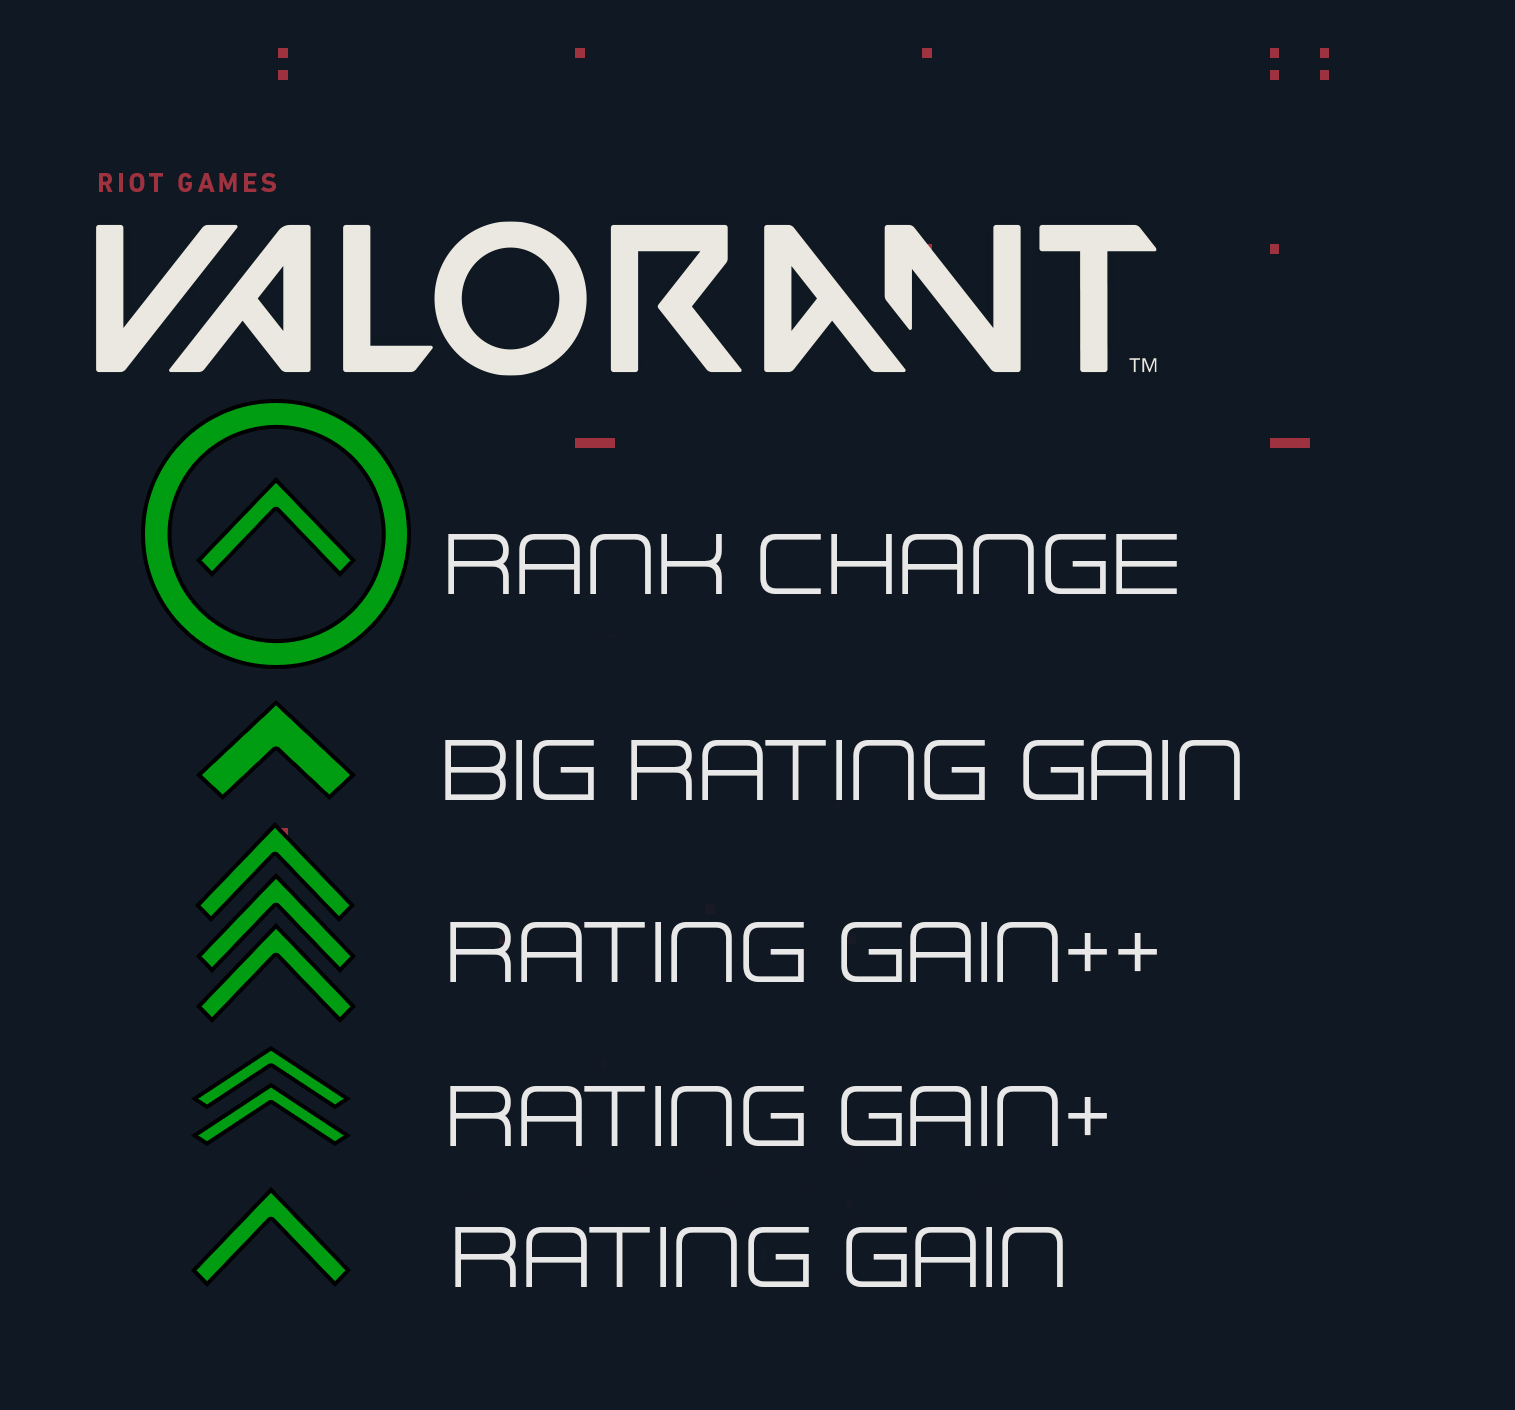 RIOT GAMES
VALORANT™
RANK CHANGE
BIG RATING GAIN
RATING GAIN++
RATING GAIN+
RATING GAIN